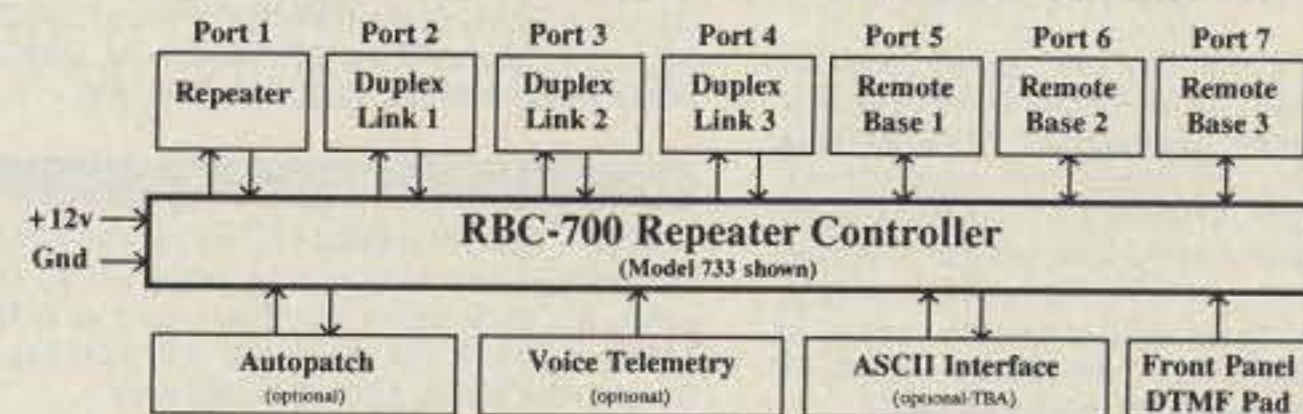 Port 1 Port 2 Port 3 Port 4 Port 5 Port 6 Port 7
Repeater
Duplex
Link 1
Duplex
Link 2
Duplex
Link 3
Remote
Base 1
Remote
Base 2
Remote
Base 3
+12v
Gnd
RBC-700 Repeater Controller
(Model 733 shown)
Autopatch
(optional)
Voice Telemetry
(optional)
ASCII Interface
(optional-TBA)
Front Panel
DTMF Pad